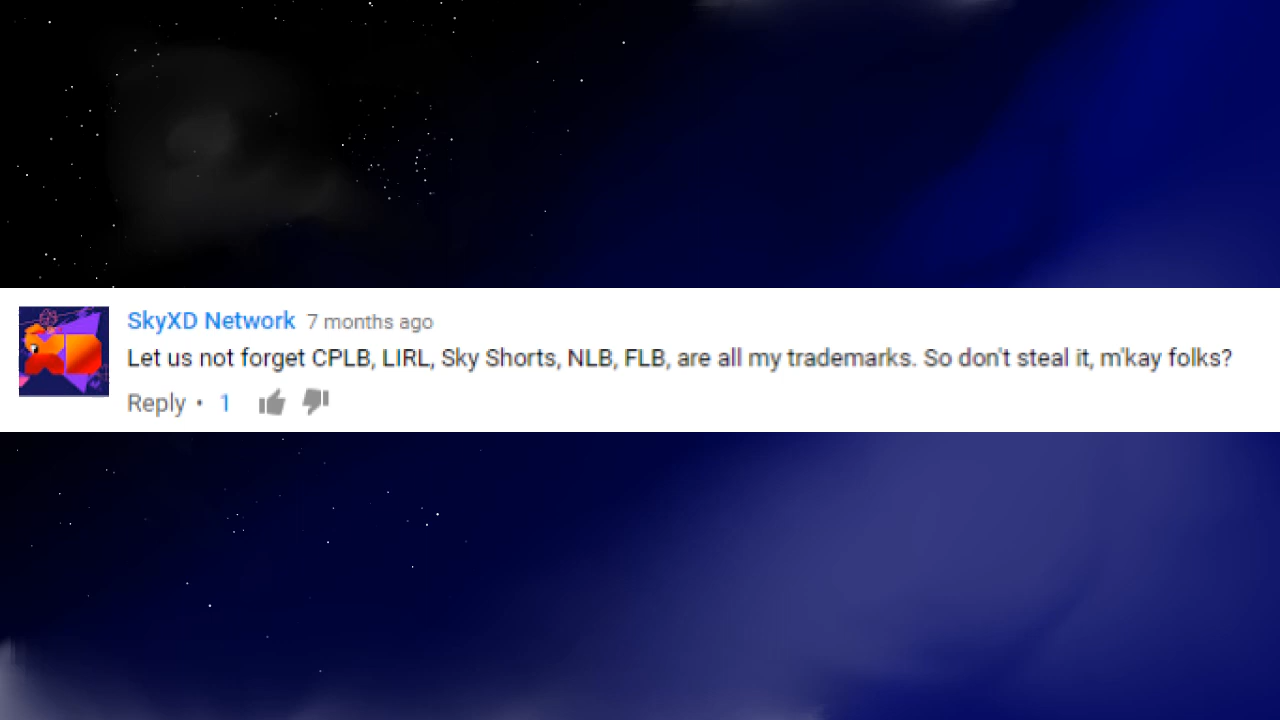 SkyXD Network 7 months ago
Let us not forget CPLB, LIRL, Sky Shorts, NLB, FLB, are all my trademarks. So don't steal it, m'kay folks?
Reply • 1